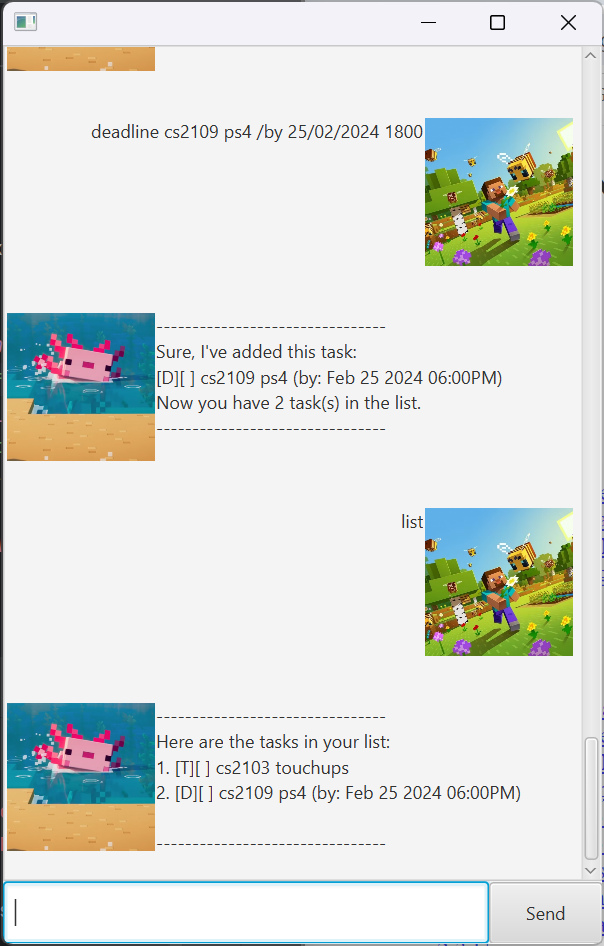 deadline cs2109 ps4 /by 25/02/2024 1800
-------------------------------
Sure, I've added this task:
[D][ ] cs2109 ps4 (by: Feb 25 2024 06:00PM)
Now you have 2 task(s) in the list.
-------------------------------
list
-------------------------------
Here are the tasks in your list:
1. [T][ ] cs2103 touchups
2. [D][ ] cs2109 ps4 (by: Feb 25 2024 06:00PM)
-------------------------------
Send